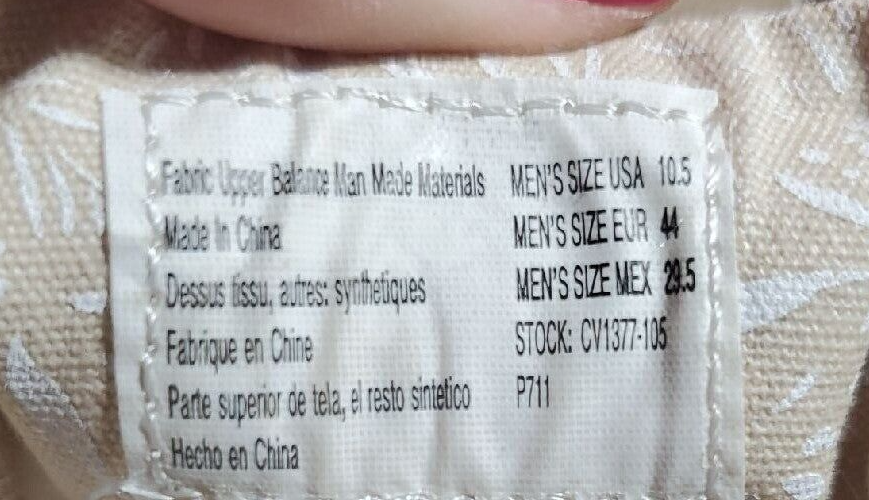 Fabric Upper Balance Man Made Materials
Made In China
Dessus tissu, autres: synthetiques
Fabrique en Chine
Parte superior de tela, el resto sintetico
Hecho en China
MEN'S SIZE USA 10.5
MEN'S SIZE EUR 44
MEN'S SIZE MEX 29.5
STOCK: CV1377-105
P711